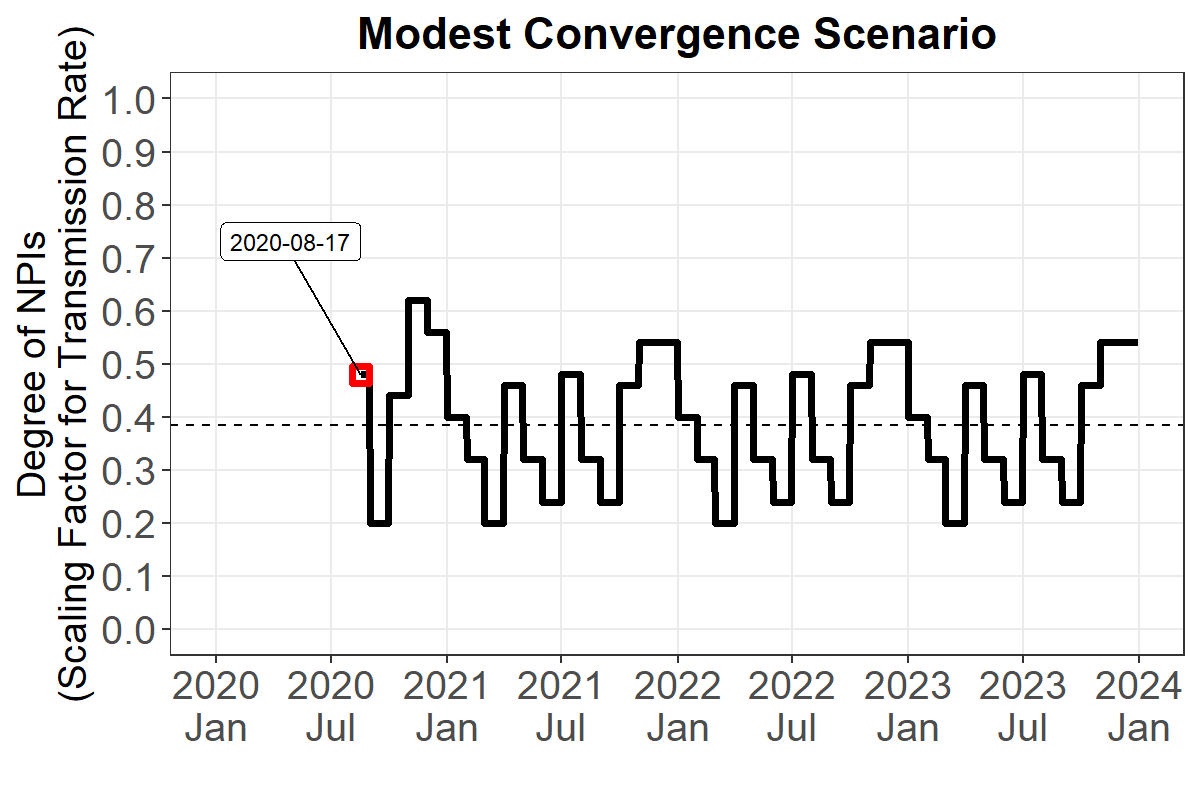 Modest Convergence Scenario
Degree of NPIs
(Scaling Factor for Transmission Rate)
1.0
0.9
0.8
0.7
0.6
0.5
0.4
0.3
0.2
0.1
0.0
2020-08-17
2020 2020 2021 2021 2022 2022 2023 2023 2024
Jan Jul Jan Jul Jan Jul Jan Jul Jan